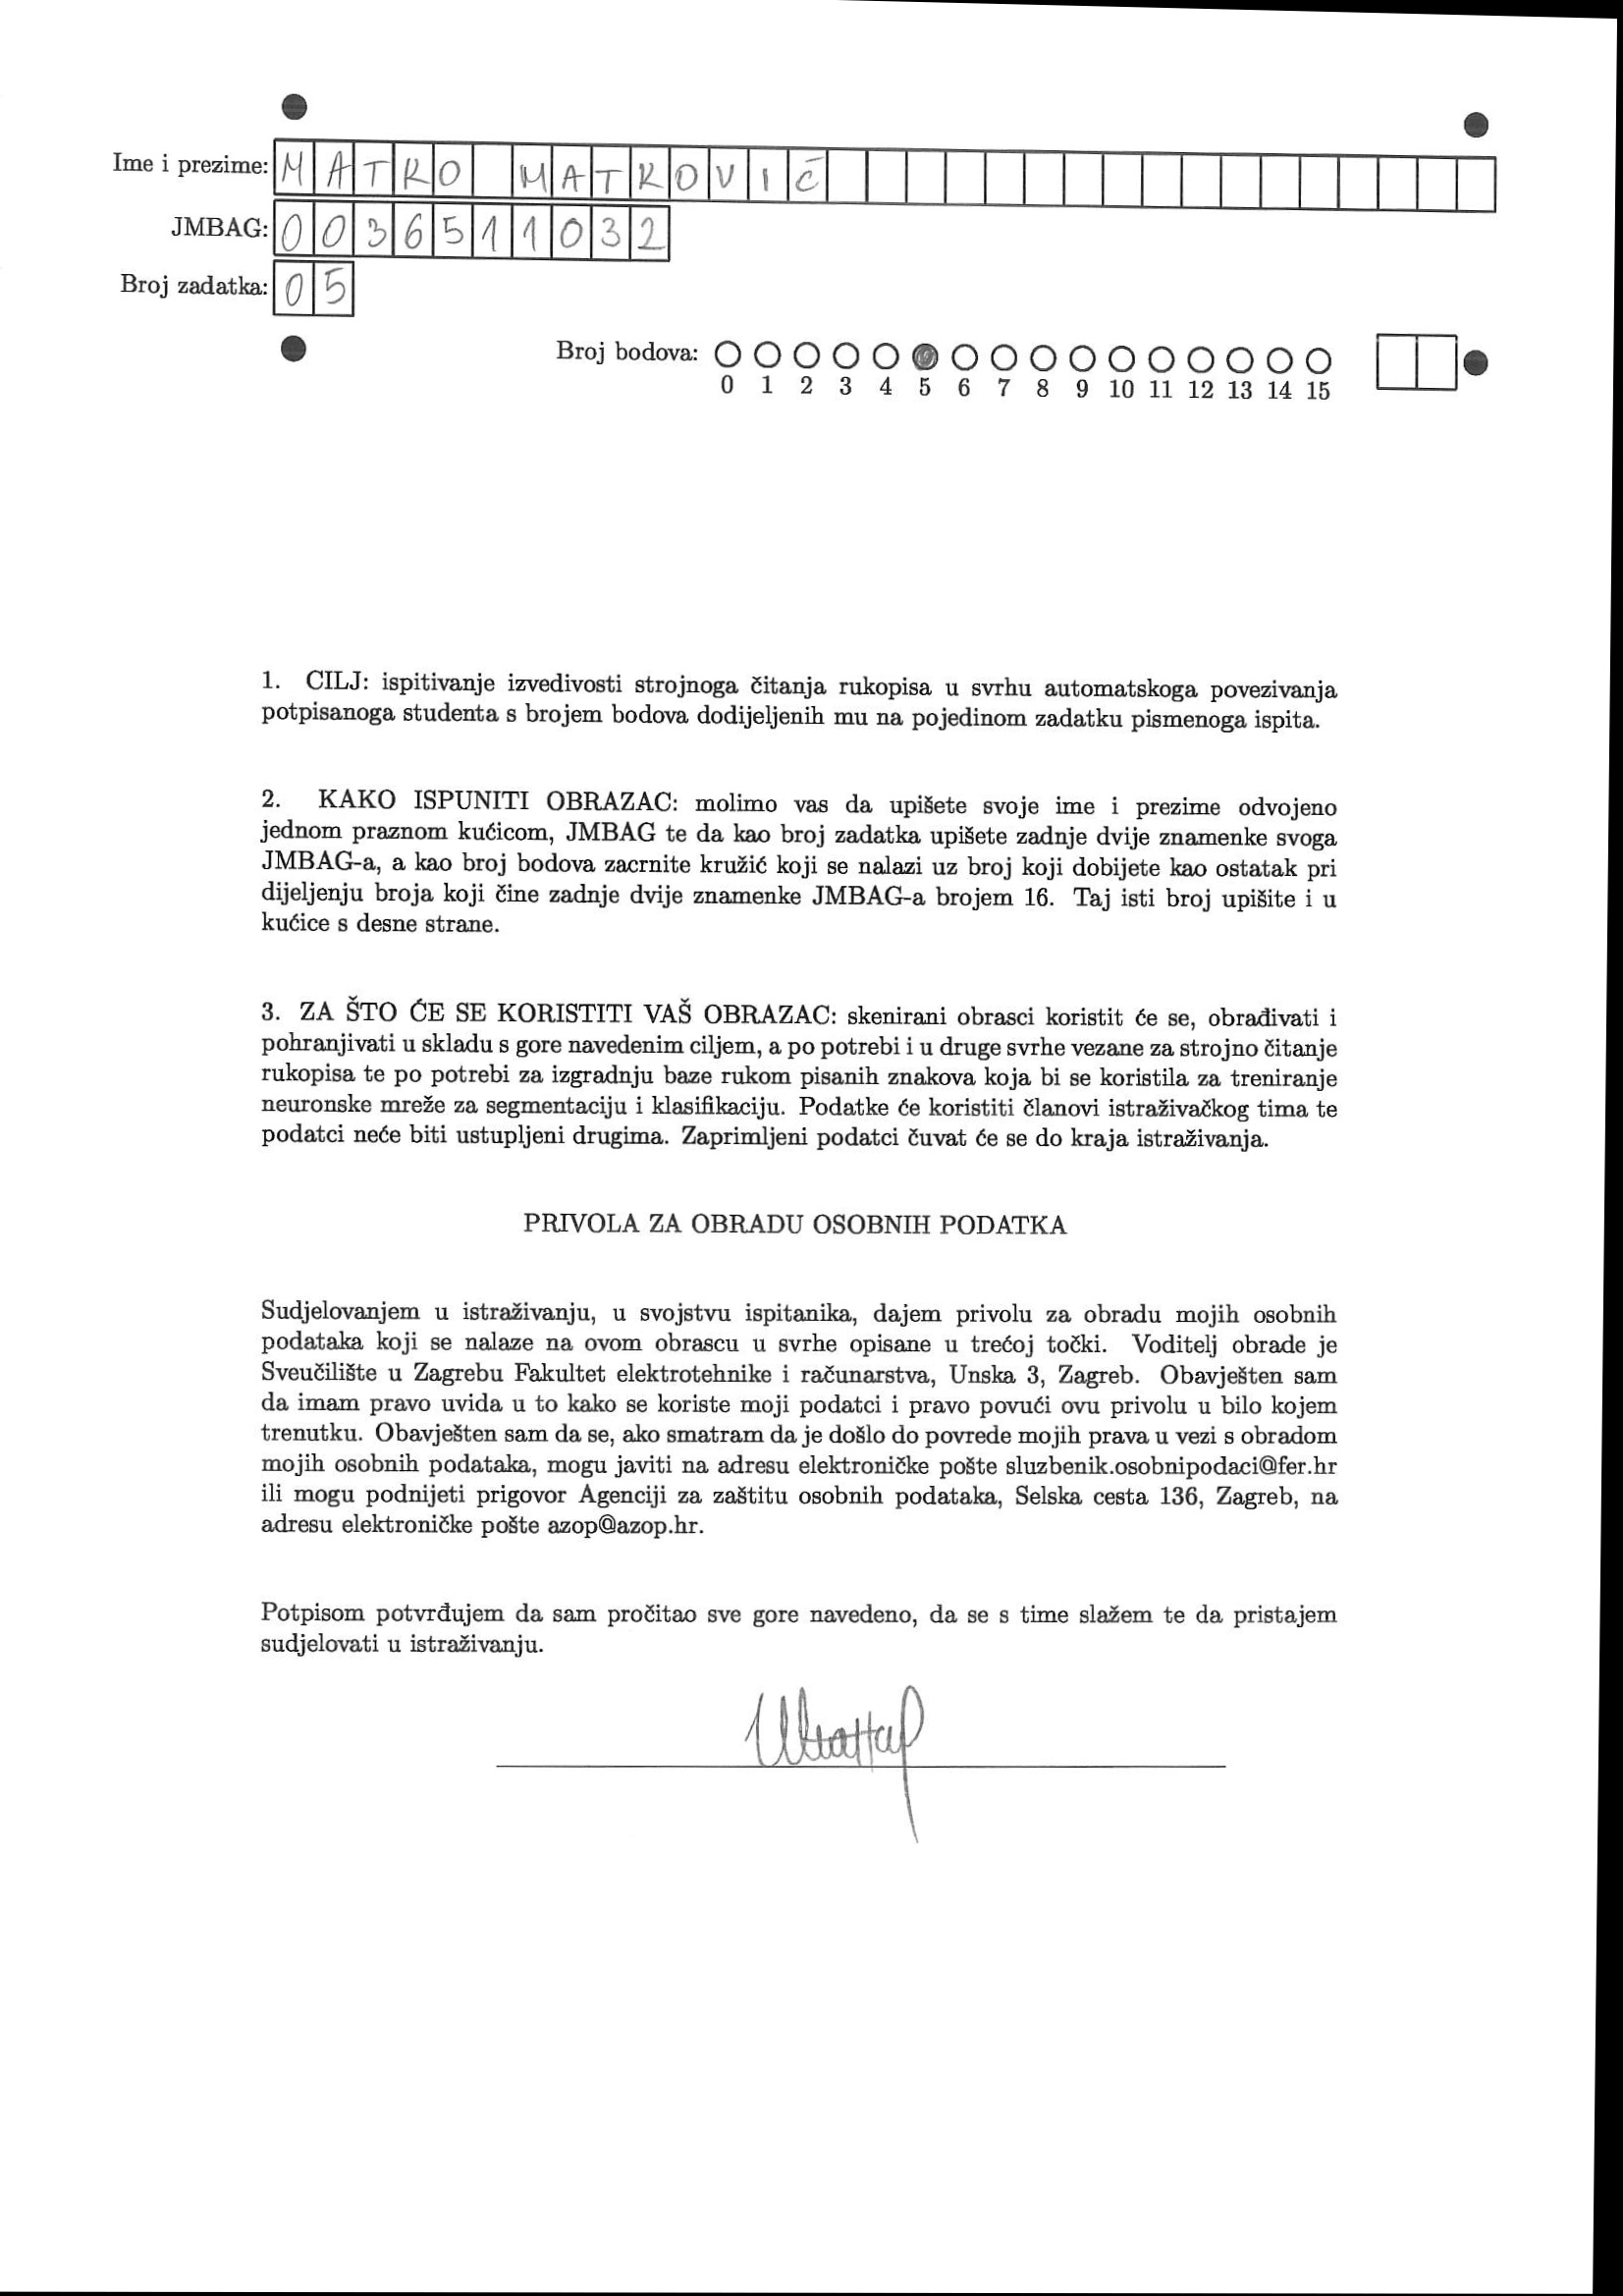 Ime i prezime: MATKO MATKOVIĆ
JMBAG: 0036511032
Broj zadatka: 05
Broj bodova:
0 1 2 3 4 5 6 7 8 9 10 11 12 13 14 15
1. CILJ: ispitivanje izvedivosti strojnoga čitanja rukopisa u svrhu automatskoga povezivanja
potpisanoga studenta s brojem bodova dodijeljenih mu na pojedinom zadatku pismenoga ispita.
2. KAKO ISPUNITI OBRAZAC: molimo vas da upišete svoje ime i prezime odvojeno
jednom praznom kućicom, JMBAG te da kao broj zadatka upišete zadnje dvije znamenke svoga
JMBAG-a, a kao broj bodova zacrnite kružić koji se nalazi uz broj koji dobijete kao ostatak pri
dijeljenju broja koji čine zadnje dvije znamenke JMBAG-a brojem 16. Taj isti broj upišite i u
kućice s desne strane.
3. ZA ŠTO ĆE SE KORISTITI VAŠ OBRAZAC: skenirani obrasci koristit će se, obrađivati i
pohranjivati u skladu s gore navedenim ciljem, a po potrebi i u druge svrhe vezane za strojno čitanje
rukopisa te po potrebi za izgradnju baze rukom pisanih znakova koja bi se koristila za treniranje
neuronske mreže za segmentaciju i klasifikaciju. Podatke će koristiti članovi istraživačkog tima te
podatci neće biti ustupljeni drugima. Zaprimljeni podatci čuvat će se do kraja istraživanja.
PRIVOLA ZA OBRADU OSOBNIH PODATKA
Sudjelovanjem u istraživanju, u svojstvu ispitanika, dajem privolu za obradu mojih osobnih
podataka koji se nalaze na ovom obrascu u svrhe opisane u trećoj točki. Voditelj obrade je
Sveučilište u Zagrebu Fakultet elektrotehnike i računarstva, Unska 3, Zagreb. Obavješten sam
da imam pravo uvida u to kako se koriste moji podatci i pravo povući ovu privolu u bilo kojem
trenutku. Obavješten sam da se, ako smatram da je došlo do povrede mojih prava u vezi s obradom
mojih osobnih podataka, mogu javiti na adresu elektroničke pošte sluzbenik.osobnipodaci@fer.hr
ili mogu podnijeti prigovor Agenciji za zaštitu osobnih podataka, Selska cesta 136, Zagreb, na
adresu elektroničke pošte azop@azop.hr.
Potpisom potvrđujem da sam pročitao sve gore navedeno, da se s time slažem te da pristajem
sudjelovati u istraživanju.